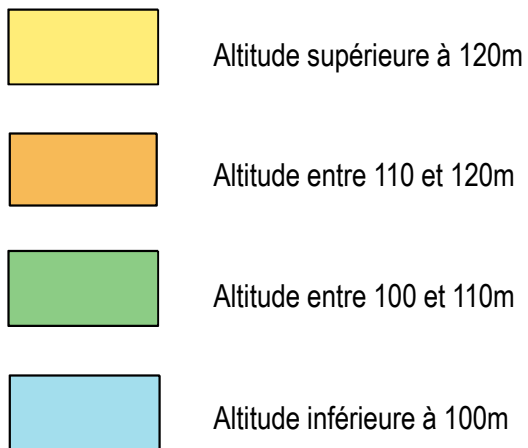 Altitude supérieure à 120m
Altitude entre 110 et 120m
Altitude entre 100 et 110m
Altitude inférieure à 100m